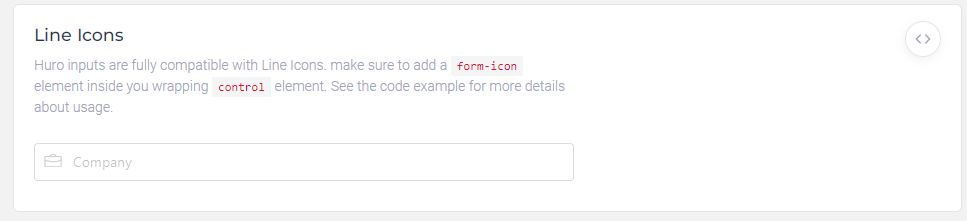 Line Icons
Huro inputs are fully compatible with Line Icons. make sure to add a form-icon
element inside you wrapping control element. See the code example for more details
about usage.
Company